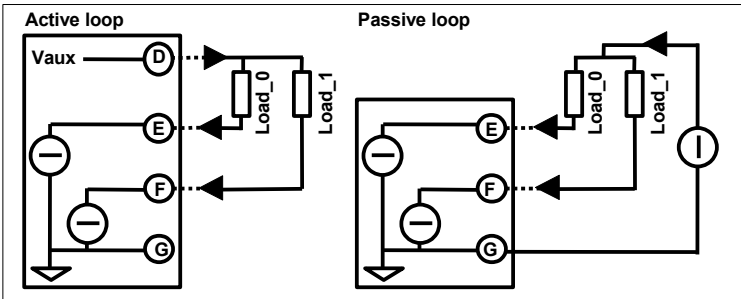 Active loop
Vaux
D
Load_0
Load_1
E
F
G
Passive loop
Load_0
Load_1
E
F
G